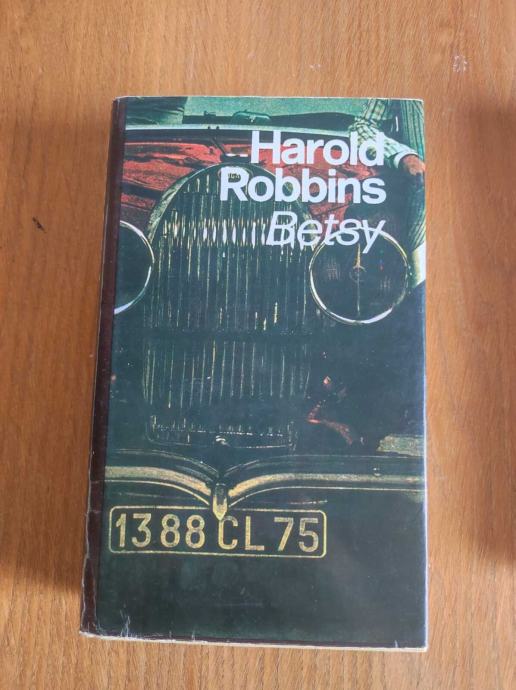 Harold
Robbins
Betsy
1388 CL 75